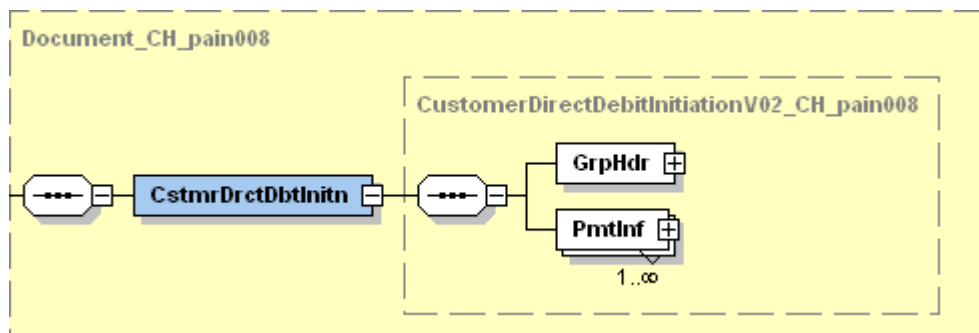 Document_CH_pain008
CustomerDirectDebitInitiationV02_CH_pain008
GrpHdr
CstmrDrctDbtInitn
PmtInf
1..∞